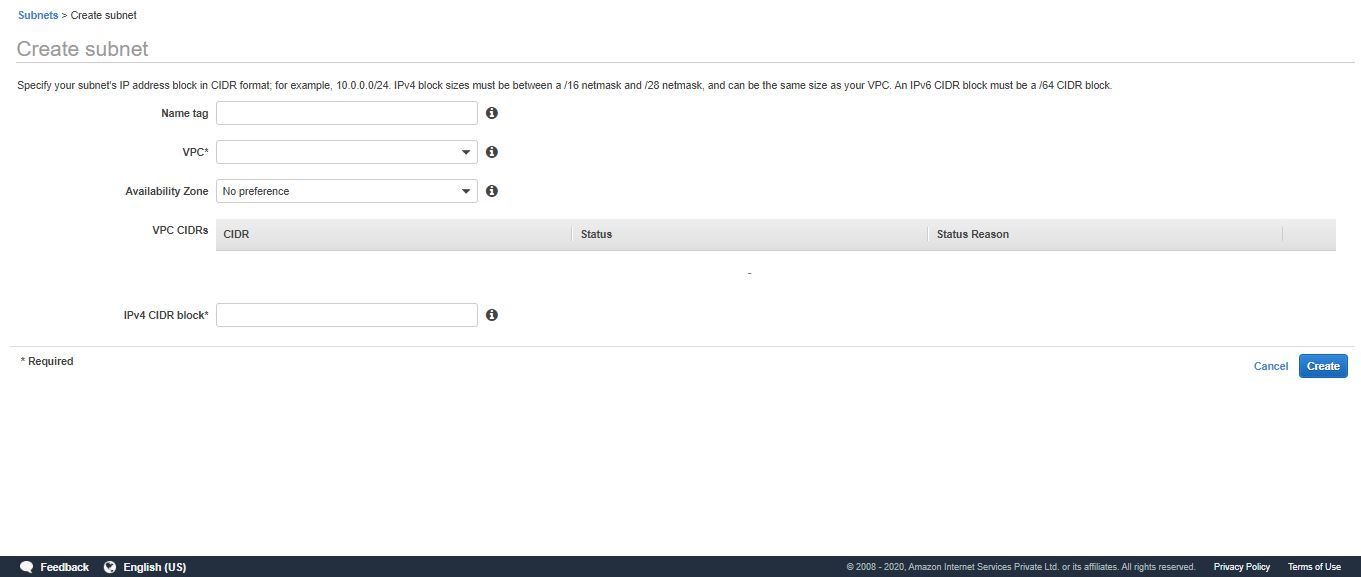 Subnets > Create subnet
Create subnet
Specify your subnet's IP address block in CIDR format; for example, 10.0.0.0/24. IPv4 block sizes must be between a /16 netmask and /28 netmask, and can be the same size as your VPC. An IPv6 CIDR block must be a /64 CIDR block.
Name tag
VPC*
Availability Zone No preference
VPC CIDRs CIDR Status Status Reason
-
IPv4 CIDR block*
* Required
Cancel Create
Feedback English (US) © 2008 - 2020, Amazon Internet Services Private Ltd. or its affiliates. All rights reserved. Privacy Policy Terms of Use